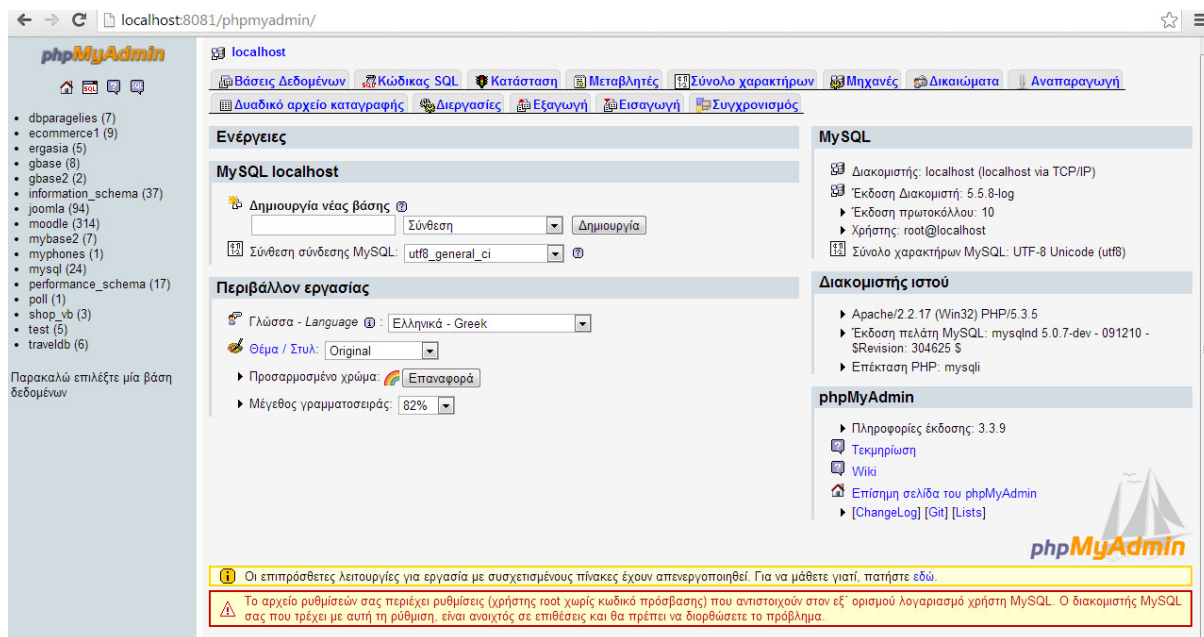 localhost:8081/phpmyadmin/
phpMyAdmin
dbparagelies (7)
ecommerce1 (9)
ergasia (5)
gbase (8)
gbase2 (2)
information_schema (37)
joomla (94)
moodle (314)
mybase2 (7)
myphones (1)
mysql (24)
performance_schema (17)
poll (1)
shop_vb (3)
test (5)
traveldb (6)
Παρακαλώ επιλέξτε μία βάση
δεδομένων
localhost
Βάσεις Δεδομένων Κώδικας SQL Κατάσταση Μεταβλητές Σύνολο χαρακτήρων Μηχανές Δικαιώματα Αναπαραγωγή
Δυαδικό αρχείο καταγραφής Διεργασίες Εξαγωγή Εισαγωγή Συγχρονισμός
Ενέργειες
MySQL localhost
Δημιουργία νέας βάσης
Σύνθεση Δημιουργία
Σύνθεση σύνδεσης MySQL: utf8_general_ci
Περιβάλλον εργασίας
Γλώσσα - Language : Ελληνικά - Greek
Θέμα / Στυλ: Original
Προσαρμοσμένο χρώμα: Επαναφορά
Μέγεθος γραμματοσειράς: 82%
MySQL
Διακομιστής: localhost (localhost via TCP/IP)
Έκδοση Διακομιστή: 5.5.8-log
Έκδοση πρωτοκόλλου: 10
Χρήστης: root@localhost
Σύνολο χαρακτήρων MySQL: UTF-8 Unicode (utf8)
Διακομιστής ιστού
Apache/2.2.17 (Win32) PHP/5.3.5
Έκδοση πελάτη MySQL: mysqlnd 5.0.7-dev - 091210 -
$Revision: 304625 $
Επέκταση PHP: mysqli
phpMyAdmin
Πληροφορίες έκδοσης: 3.3.9
Τεκμηρίωση
Wiki
Επίσημη σελίδα του phpMyAdmin
[ChangeLog] [Git] [Lists]
phpMyAdmin
Οι επιπρόσθετες λειτουργίες για εργασία με συσχετισμένους πίνακες έχουν απενεργοποιηθεί. Για να μάθετε γιατί, πατήστε εδώ.
Το αρχείο ρυθμίσεών σας περιέχει ρυθμίσεις (χρήστης root χωρίς κωδικό πρόσβασης) που αντιστοιχούν στον εξ΄ ορισμού λογαριασμό χρήστη MySQL. Ο διακομιστής MySQL
σας που τρέχει με αυτή τη ρύθμιση, είναι ανοιχτός σε επιθέσεις και θα πρέπει να διορθώσετε το πρόβλημα.